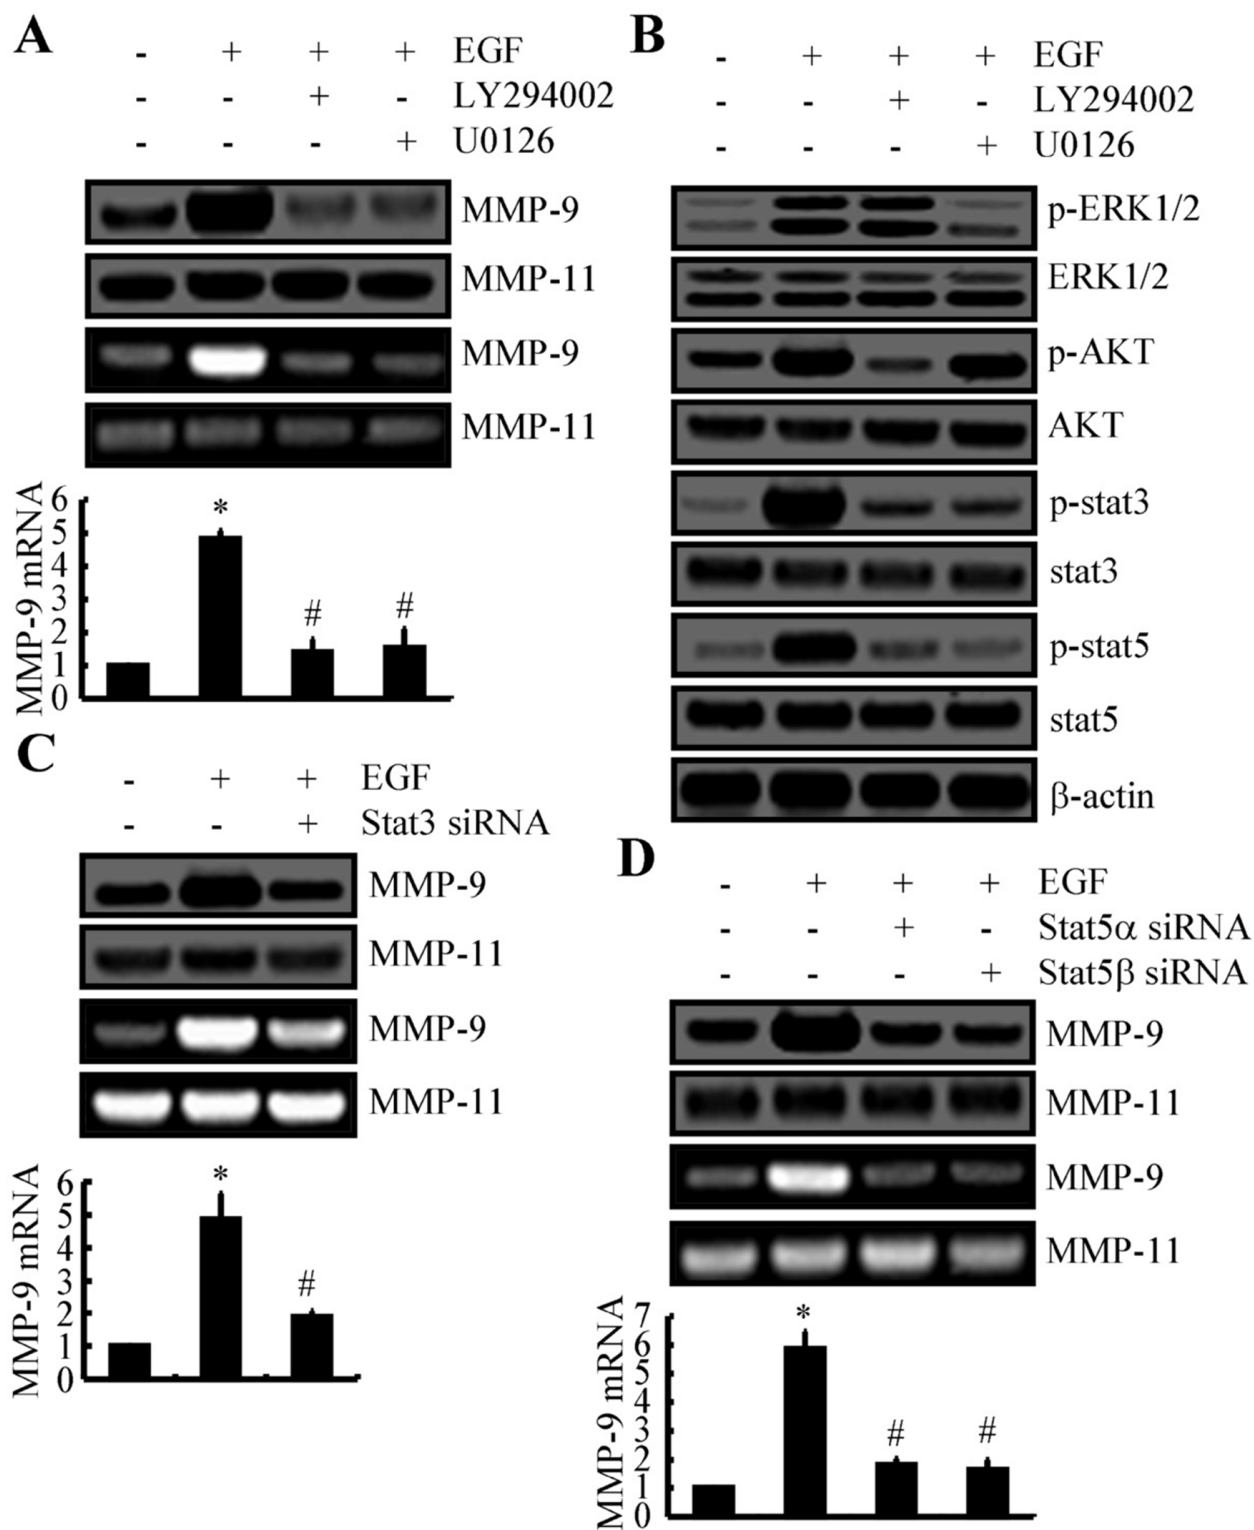 A
- + + + EGF
- - + - LY294002
- - - + U0126
MMP-9
MMP-11
MMP-9
MMP-11
MMP-9 mRNA
6
5
4
3
2
1
0
*
#
#
B
- + + + EGF
- - + - LY294002
- - - + U0126
p-ERK1/2
ERK1/2
p-AKT
AKT
p-stat3
stat3
p-stat5
stat5
β-actin
C
- + + EGF
- - + Stat3 siRNA
MMP-9
MMP-11
MMP-9
MMP-11
MMP-9 mRNA
6
5
4
3
2
1
0
*
#
D
- + + + EGF
- - + - Stat5α siRNA
- - - + Stat5β siRNA
MMP-9
MMP-11
MMP-9
MMP-11
MMP-9 mRNA
7
6
5
4
3
2
1
0
*
#
#